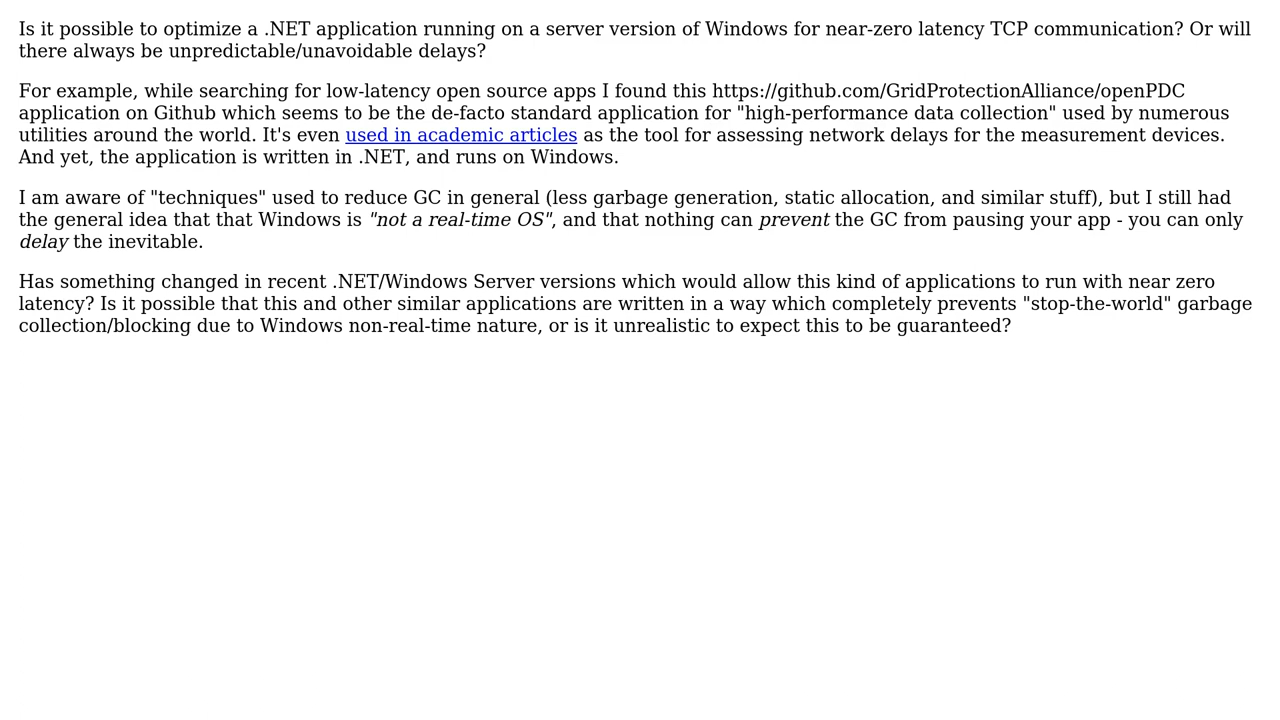 Is it possible to optimize a .NET application running on a server version of Windows for near-zero latency TCP communication? Or will
there always be unpredictable/unavoidable delays?
For example, while searching for low-latency open source apps I found this https://github.com/GridProtectionAlliance/openPDC
application on Github which seems to be the de-facto standard application for "high-performance data collection" used by numerous
utilities around the world. It's even used in academic articles as the tool for assessing network delays for the measurement devices.
And yet, the application is written in .NET, and runs on Windows.
I am aware of "techniques" used to reduce GC in general (less garbage generation, static allocation, and similar stuff), but I still had
the general idea that that Windows is "not a real-time OS", and that nothing can prevent the GC from pausing your app - you can only
delay the inevitable.
Has something changed in recent .NET/Windows Server versions which would allow this kind of applications to run with near zero
latency? Is it possible that this and other similar applications are written in a way which completely prevents "stop-the-world" garbage
collection/blocking due to Windows non-real-time nature, or is it unrealistic to expect this to be guaranteed?